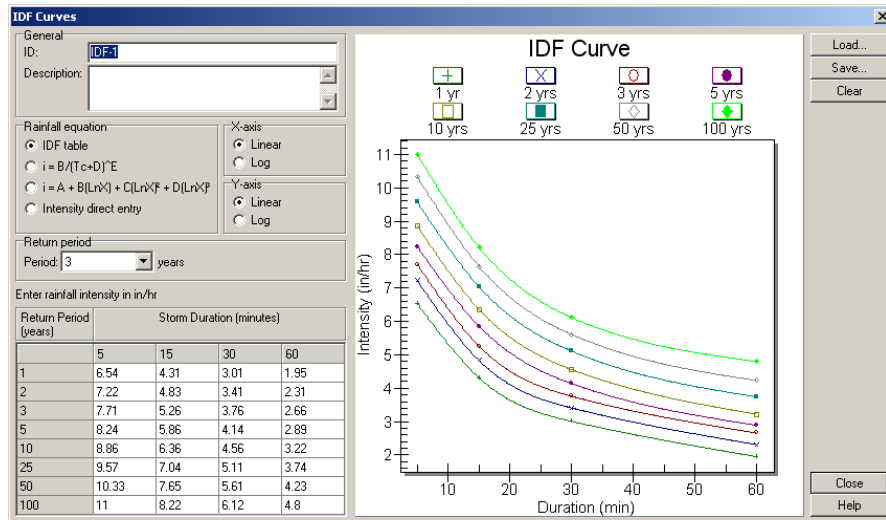 IDF Curves
General
ID: IDF-1
Description:
Rainfall equation
IDF table
i = B/(Tc+D)^E
i = A + B(LnX) + C(LnX)² + D(LnX)³
Intensity direct entry
X-axis
Linear
Log
Y-axis
Linear
Log
Return period
Period: 3 years
Enter rainfall intensity in in/hr
Return Period (years) Storm Duration (minutes)
5 15 30 60
1 6.54 4.31 3.01 1.95
2 7.22 4.83 3.41 2.31
3 7.71 5.26 3.76 2.66
5 8.24 5.86 4.14 2.89
10 8.86 6.36 4.56 3.22
25 9.57 7.04 5.11 3.74
50 10.33 7.65 5.61 4.23
100 11 8.22 6.12 4.8
IDF Curve
1 yr 2 yrs 3 yrs 5 yrs
10 yrs 25 yrs 50 yrs 100 yrs
Intensity (in/hr)
11
10
9
8
7
6
5
4
3
2
10 20 30 40 50 60
Duration (min)
Load...
Save...
Clear
Close
Help